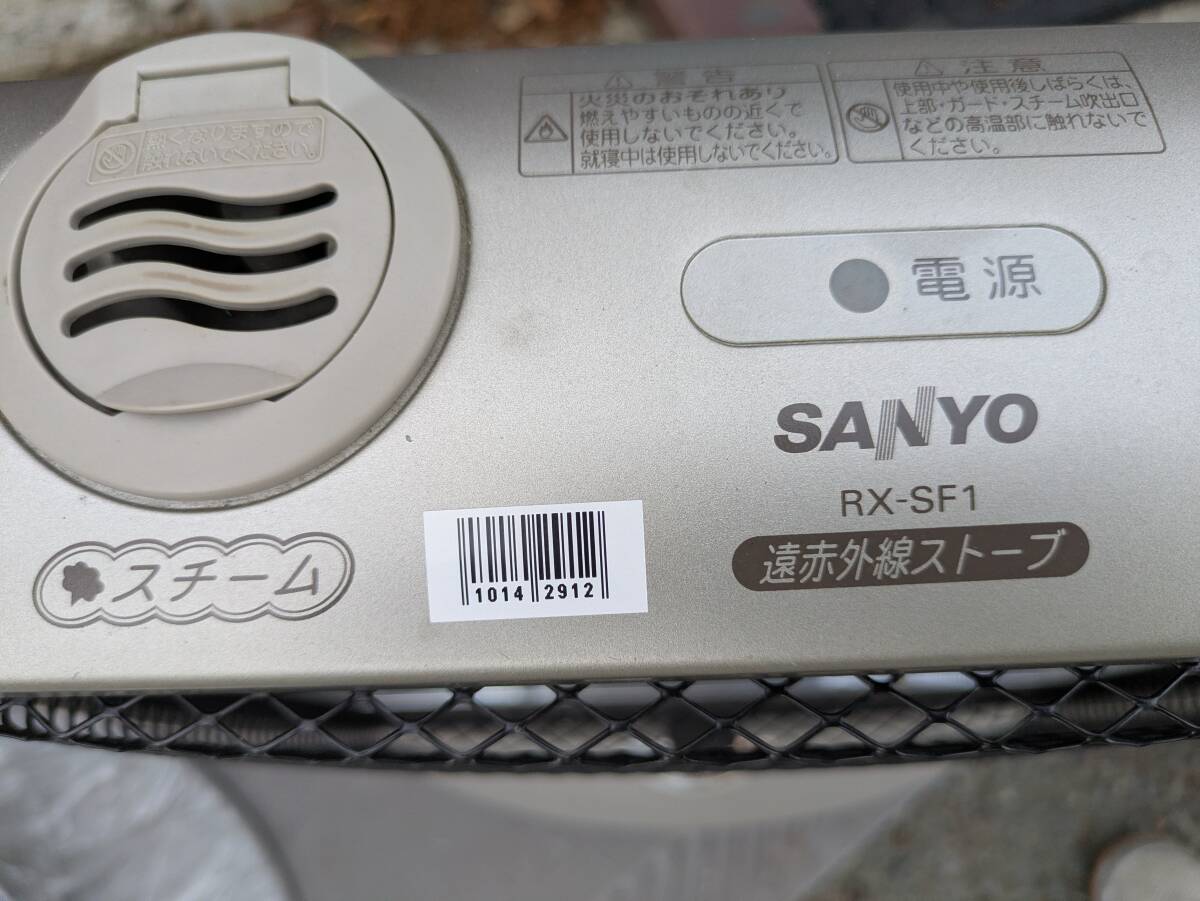 熱くなりますので
触れないでください。
警告
火災のおそれあり
燃えやすいものの近くで
使用しないでください。
就寝中は使用しないでください。
注意
使用中や使用後しばらくは、
上部・ガード・スチーム吹出口
などの高温部に触れないで
ください。
電源
SANYO
RX-SF1
遠赤外線ストーブ
スチーム
1014 2912